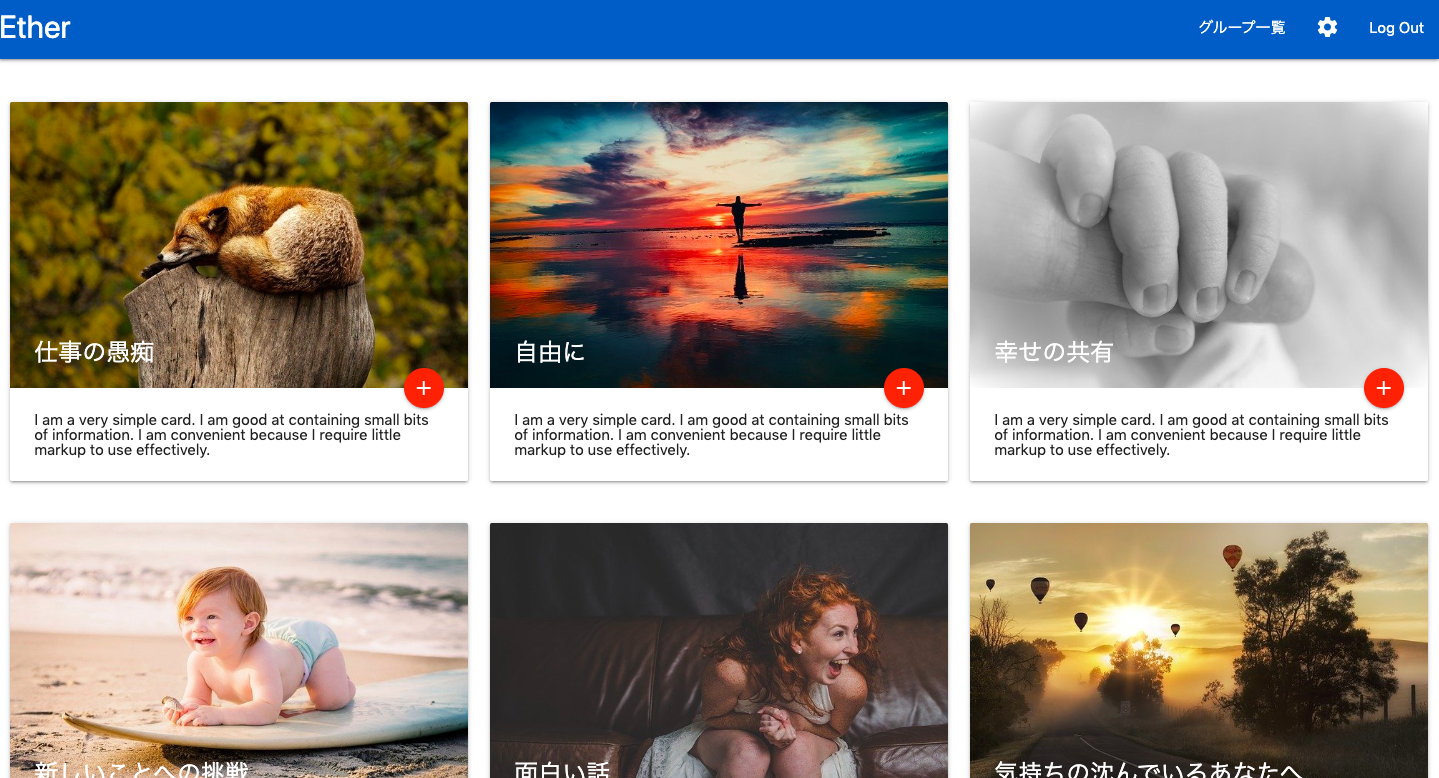 Ether
グループ一覧
Log Out
仕事の愚痴
I am a very simple card. I am good at containing small bits
of information. I am convenient because I require little
markup to use effectively.
自由に
I am a very simple card. I am good at containing small bits
of information. I am convenient because I require little
markup to use effectively.
幸せの共有
I am a very simple card. I am good at containing small bits
of information. I am convenient because I require little
markup to use effectively.
新しいことへの挑戦
面白い話
気持ちの沈んでいるあなたへ